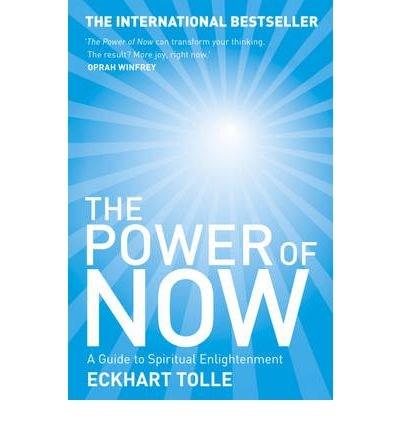 THE INTERNATIONAL BESTSELLER
'The Power of Now can transform your thinking.
The result? More joy, right now.'
OPRAH WINFREY
THE
POWER OF
NOW
A Guide to Spiritual Enlightenment
ECKHART TOLLE